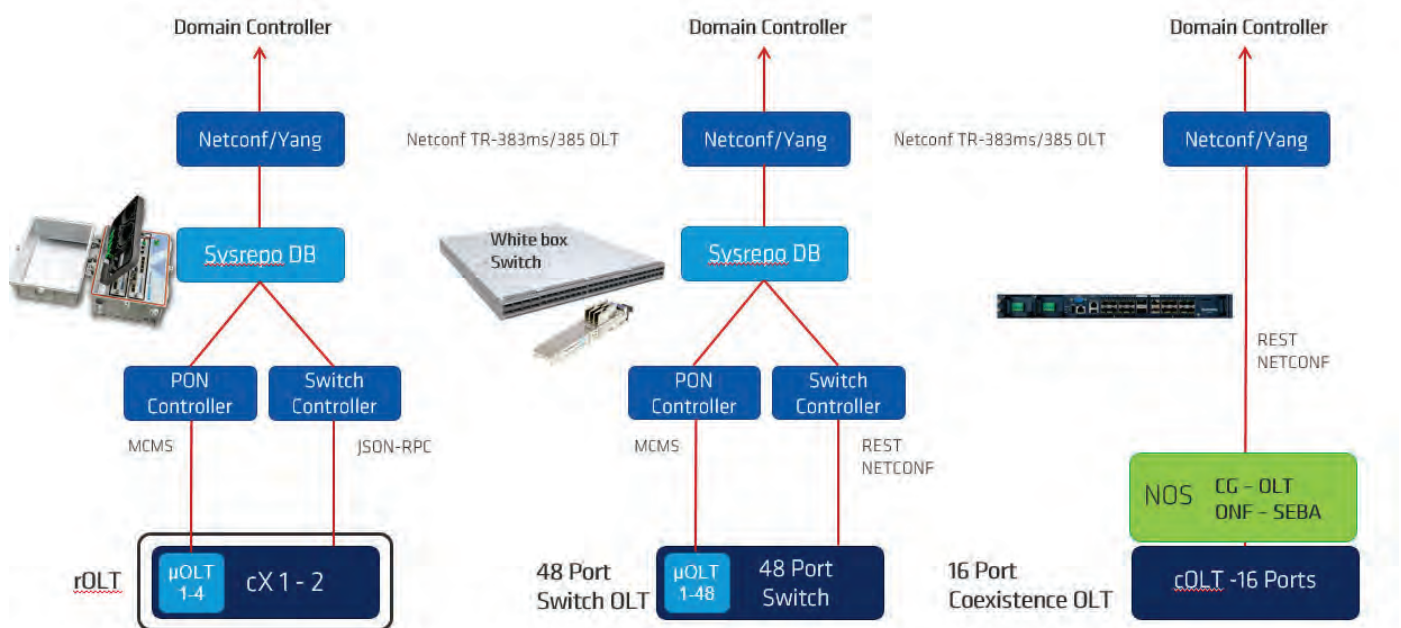 Domain Controller
Domain Controller
Domain Controller
Netconf/Yang
Netconf TR-383ms/385 OLT
Netconf/Yang
Netconf TR-383ms/385 OLT
Netconf/Yang
Sysrepo DB
White box
Switch
Sysrepo DB
REST
NETCONF
PON
Controller
Switch
Controller
PON
Controller
Switch
Controller
MCMS
JSON-RPC
MCMS
REST
NETCONF
NOS
CG - OLT
ONF - SEBA
rOLT
µOLT
1-4
cX 1 - 2
48 Port
Switch OLT
µOLT
1-48
48 Port
Switch
16 Port
Coexistence OLT
cOLT -16 Ports